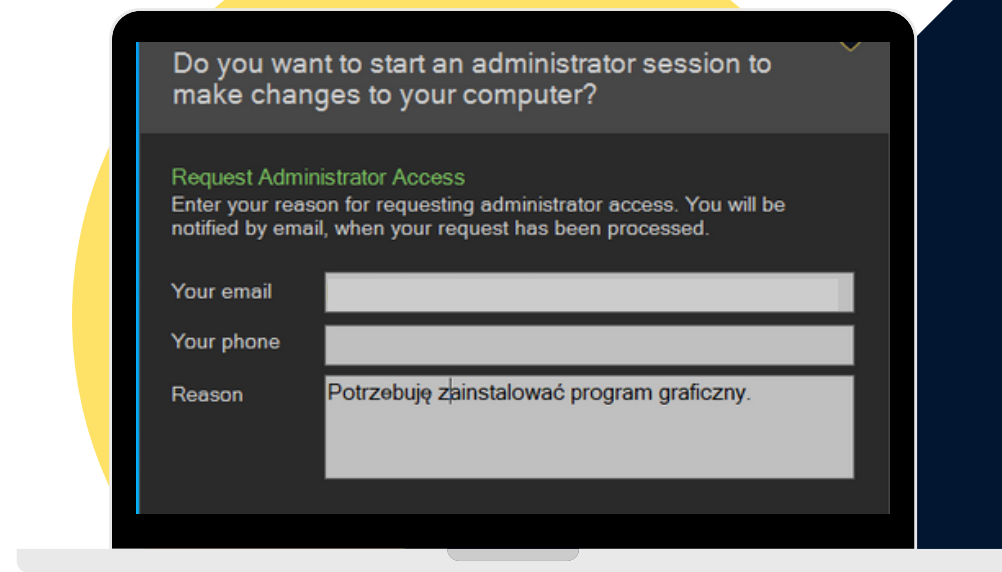 Do you want to start an administrator session to
make changes to your computer?
Request Administrator Access
Enter your reason for requesting administrator access. You will be
notified by email, when your request has been processed.
Your email
Your phone
Reason
Potrzebuję zainstalować program graficzny.